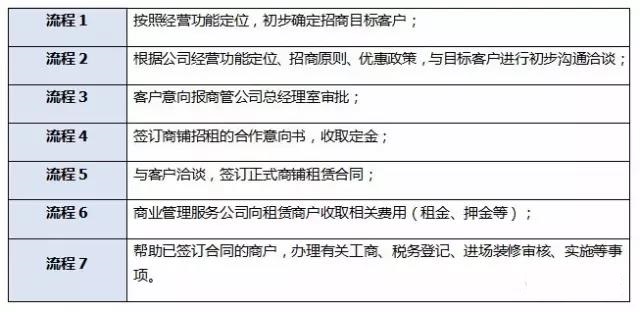 流程 1 按照经营功能定位，初步确定招商目标客户；
流程 2 根据公司经营功能定位、招商原则、优惠政策，与目标客户进行初步沟通洽谈；
流程 3 客户意向报商管公司总经理室审批；
流程 4 签订商铺招租的合作意向书，收取定金；
流程 5 与客户洽谈，签订正式商铺租赁合同；
流程 6 商业管理服务公司向租赁商户收取相关费用（租金、押金等）；
流程 7 帮助已签订合同的商户，办理有关工商、税务登记、进场装修审核、实施等事
项。